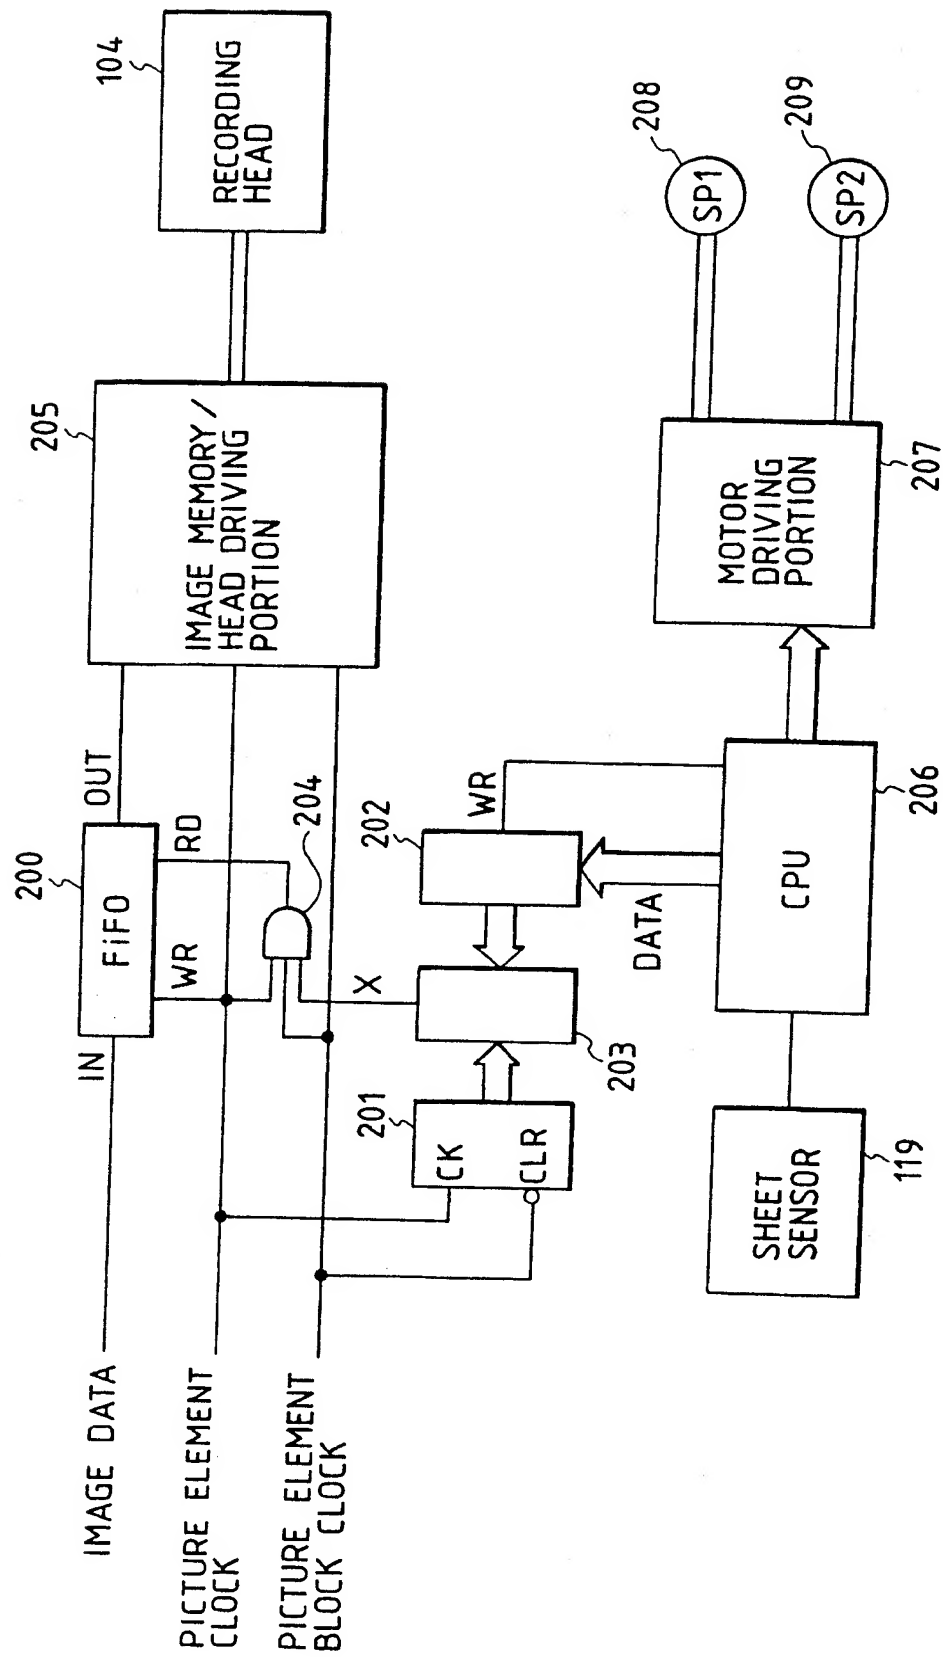 104
RECORDING
HEAD
205
IMAGE MEMORY/
HEAD DRIVING
PORTION
200
FiFO
IN
OUT
WR
RD
204
IMAGE DATA
PICTURE ELEMENT
CLOCK
PICTURE ELEMENT
BLOCK CLOCK
X
201
CK
CLR
203
202
WR
DATA
CPU
206
SHEET
SENSOR
119
MOTOR
DRIVING
PORTION
207
SP1
208
SP2
209